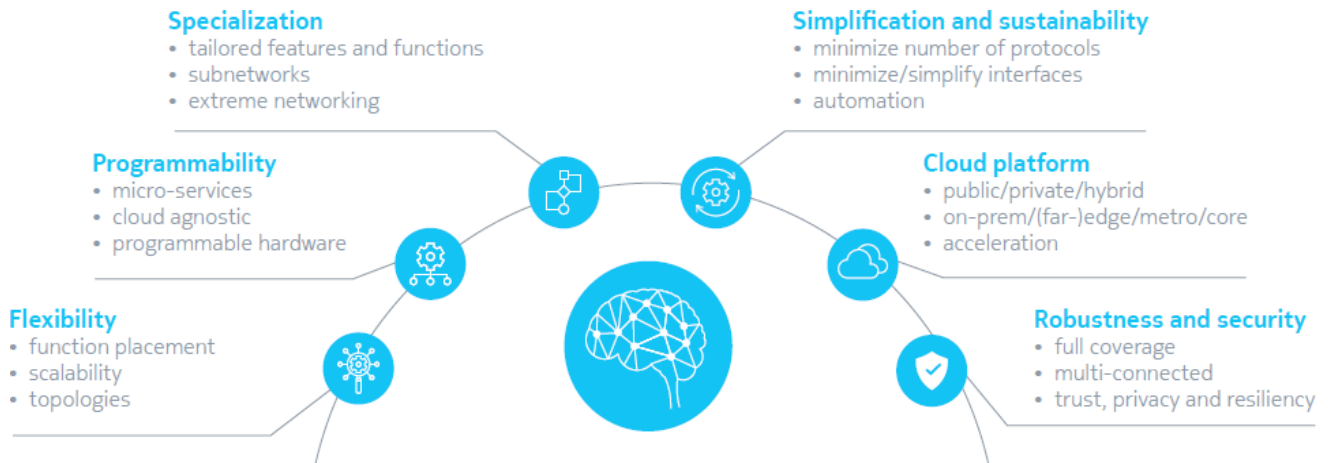 Specialization
• tailored features and functions
• subnetworks
• extreme networking
Simplification and sustainability
• minimize number of protocols
• minimize/simplify interfaces
• automation
Programmability
• micro-services
• cloud agnostic
• programmable hardware
Cloud platform
• public/private/hybrid
• on-prem/(far-)edge/metro/core
• acceleration
Flexibility
• function placement
• scalability
• topologies
Robustness and security
• full coverage
• multi-connected
• trust, privacy and resiliency